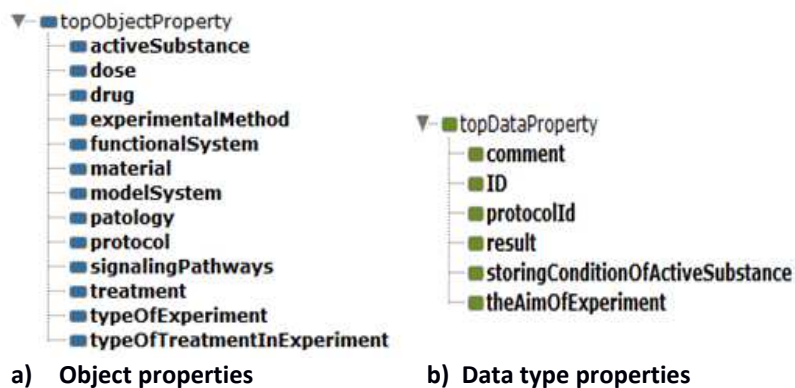 topObjectProperty
activeSubstance
dose
drug
experimentalMethod
functionalSystem
material
modelSystem
patology
protocol
signalingPathways
treatment
typeOfExperiment
typeOfTreatmentInExperiment
a) Object properties
topDataProperty
comment
ID
protocolId
result
storingConditionOfActiveSubstance
theAimOfExperiment
b) Data type properties